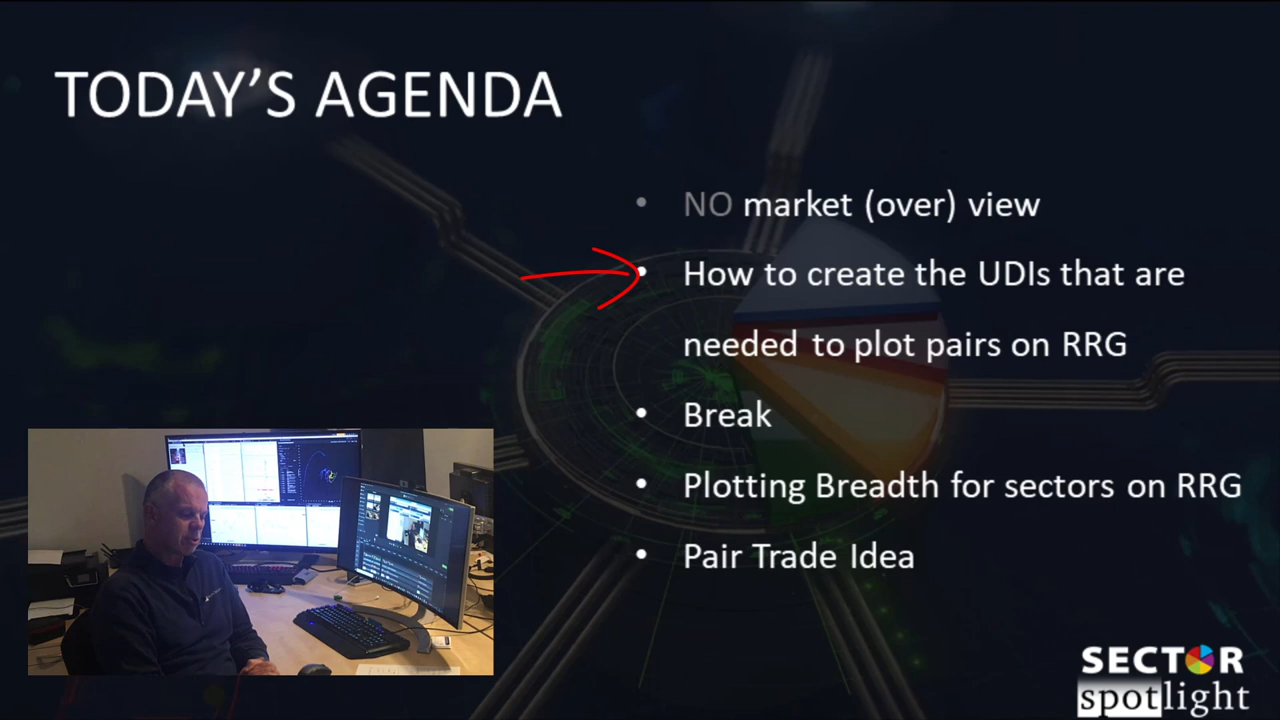 TODAY’S AGENDA
• NO market (over) view
• How to create the UDIs that are
needed to plot pairs on RRG
• Break
• Plotting Breadth for sectors on RRG
• Pair Trade Idea
SECTOR
spotlight